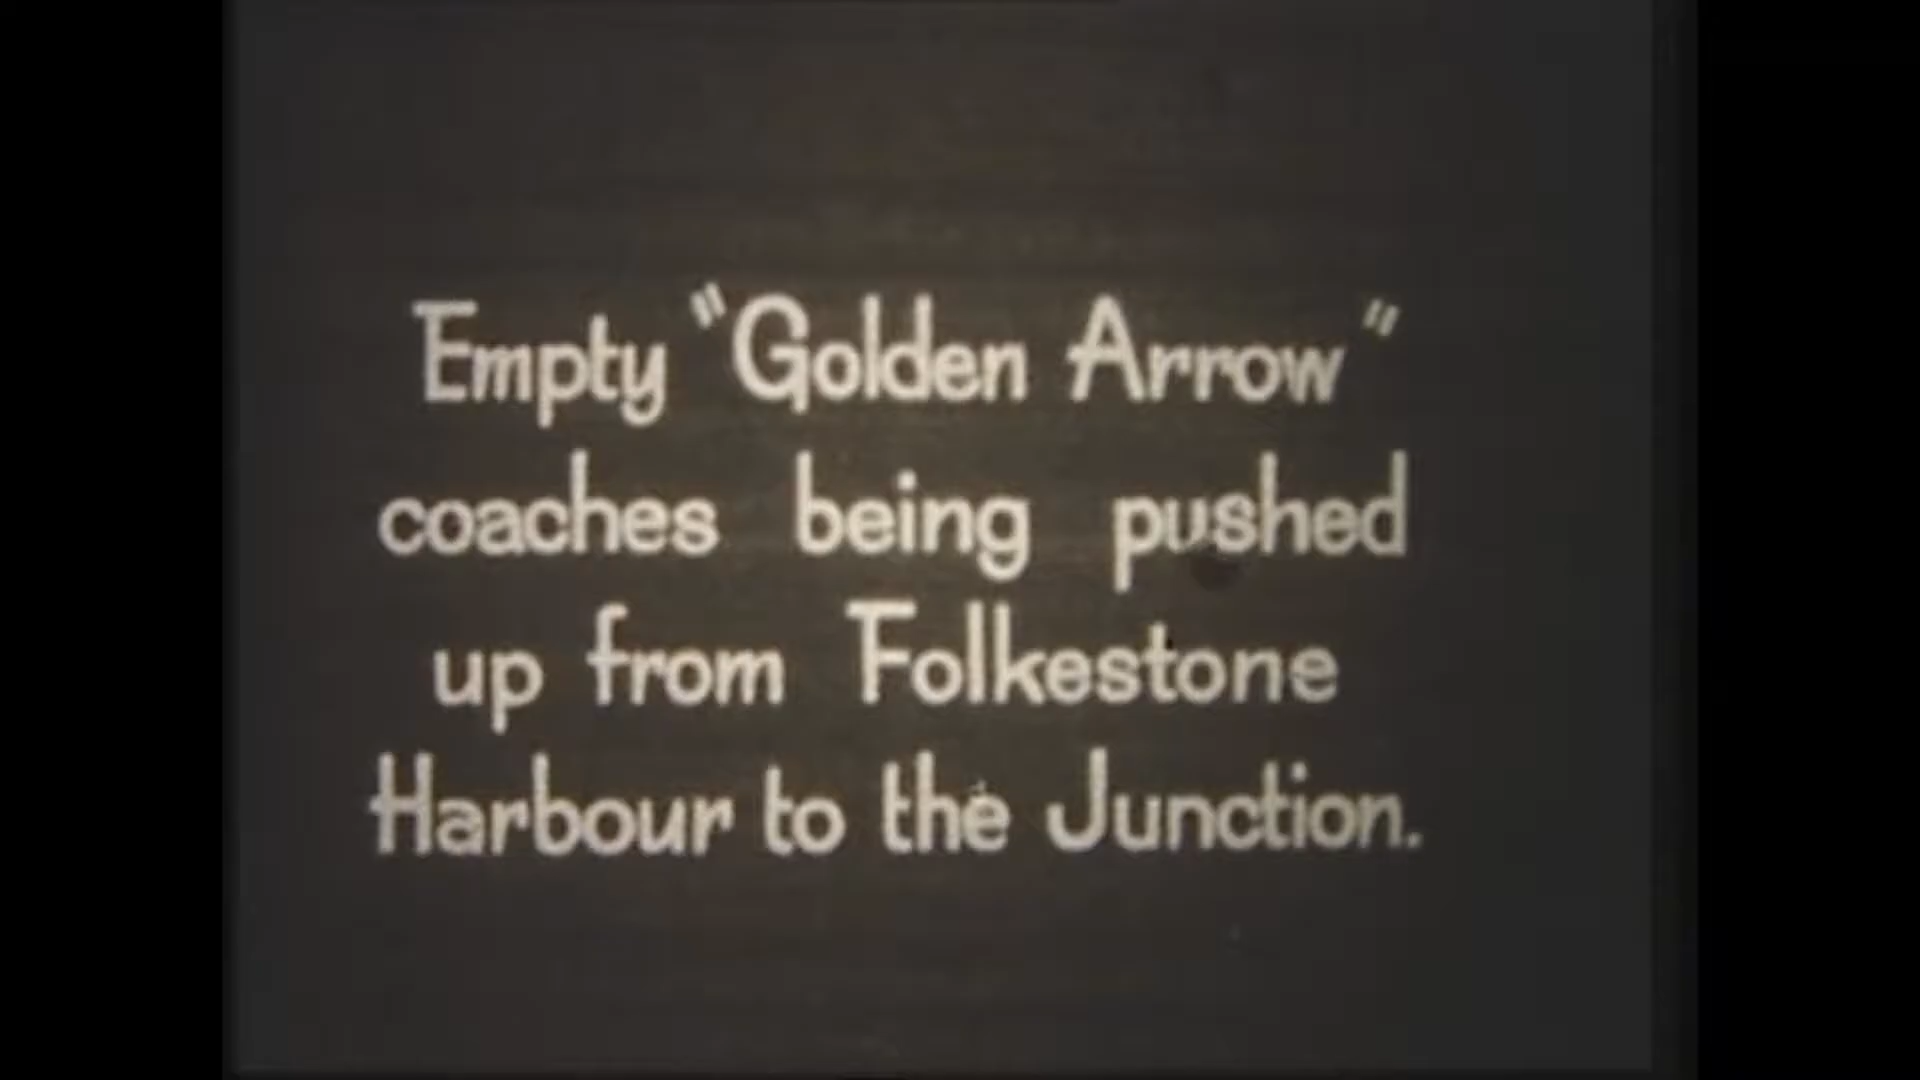 Empty "Golden Arrow"
coaches being pushed
up from Folkestone
Harbour to the Junction.